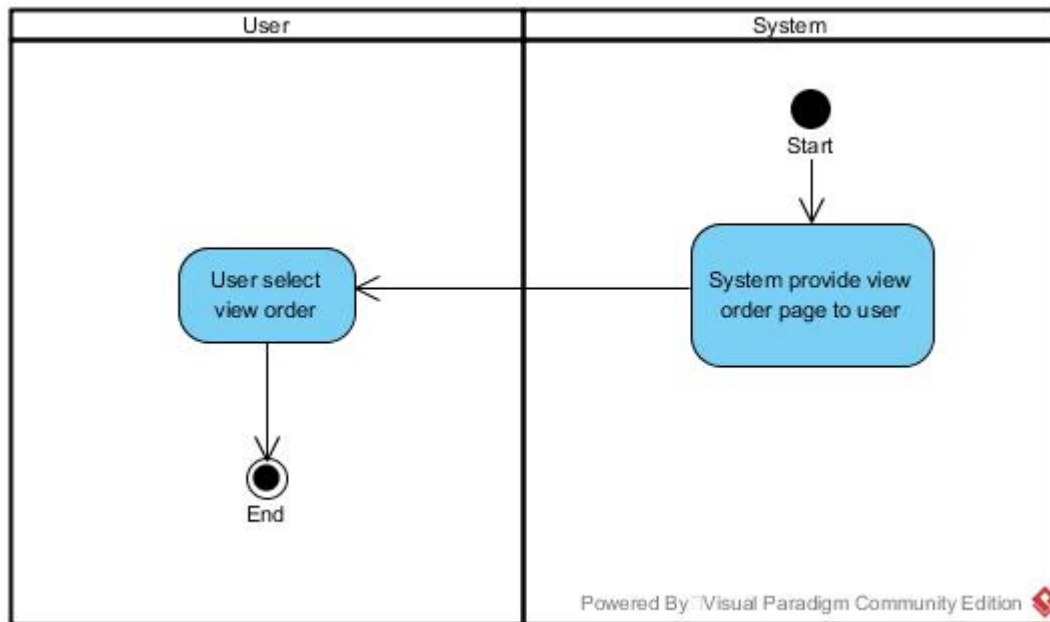 User
System
Start
User select
view order
System provide view
order page to user
End
Powered By Visual Paradigm Community Edition